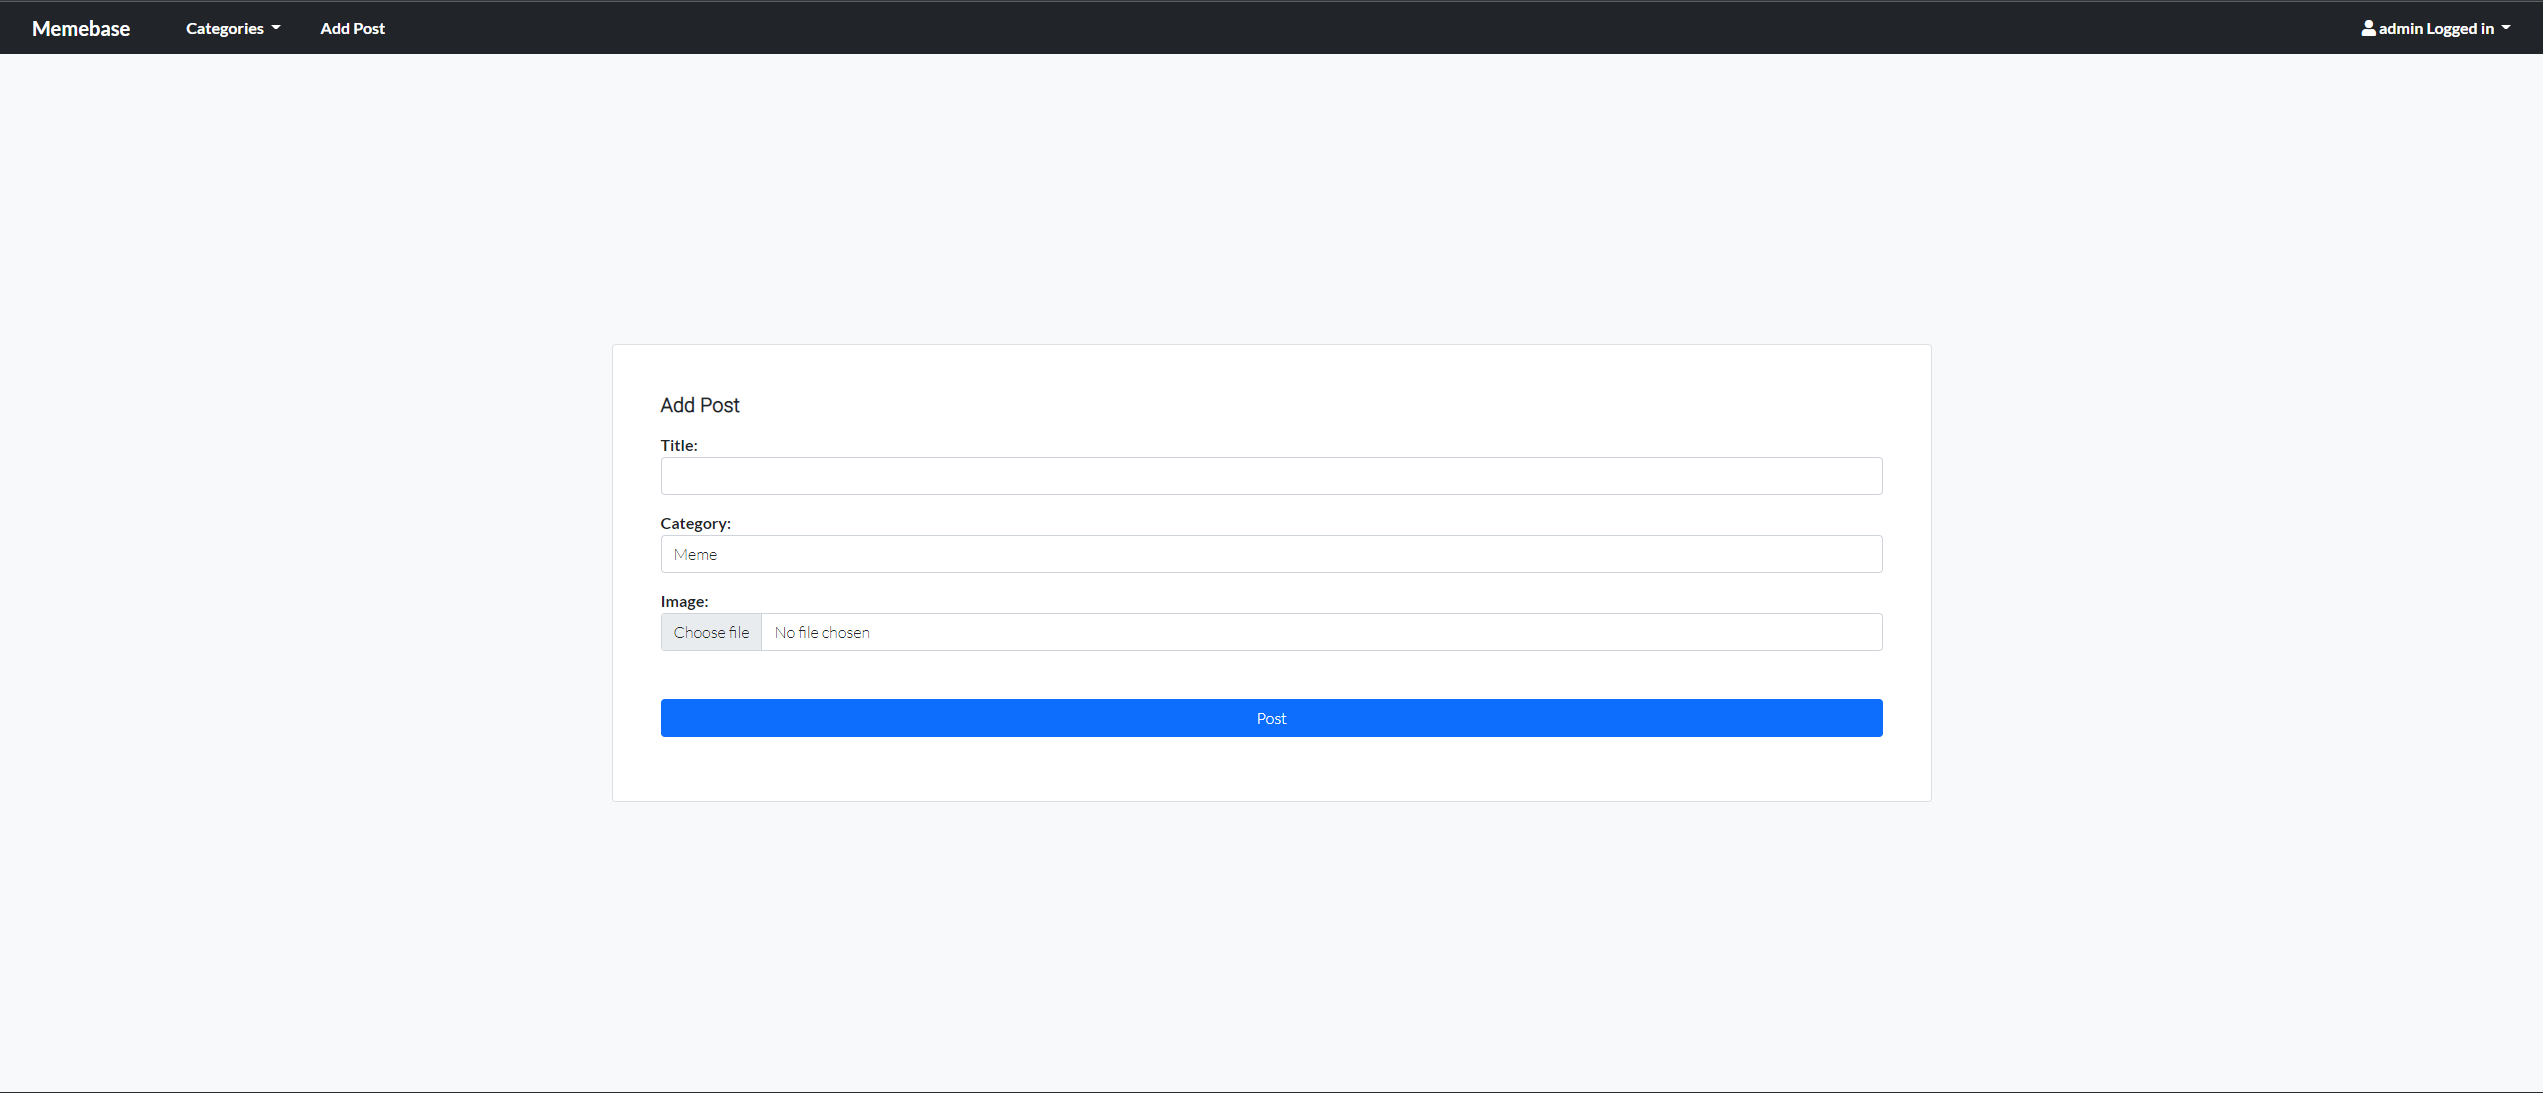 Memebase Categories Add Post admin Logged in
Add Post
Title:
Category:
Meme
Image:
Choose file No file chosen
Post